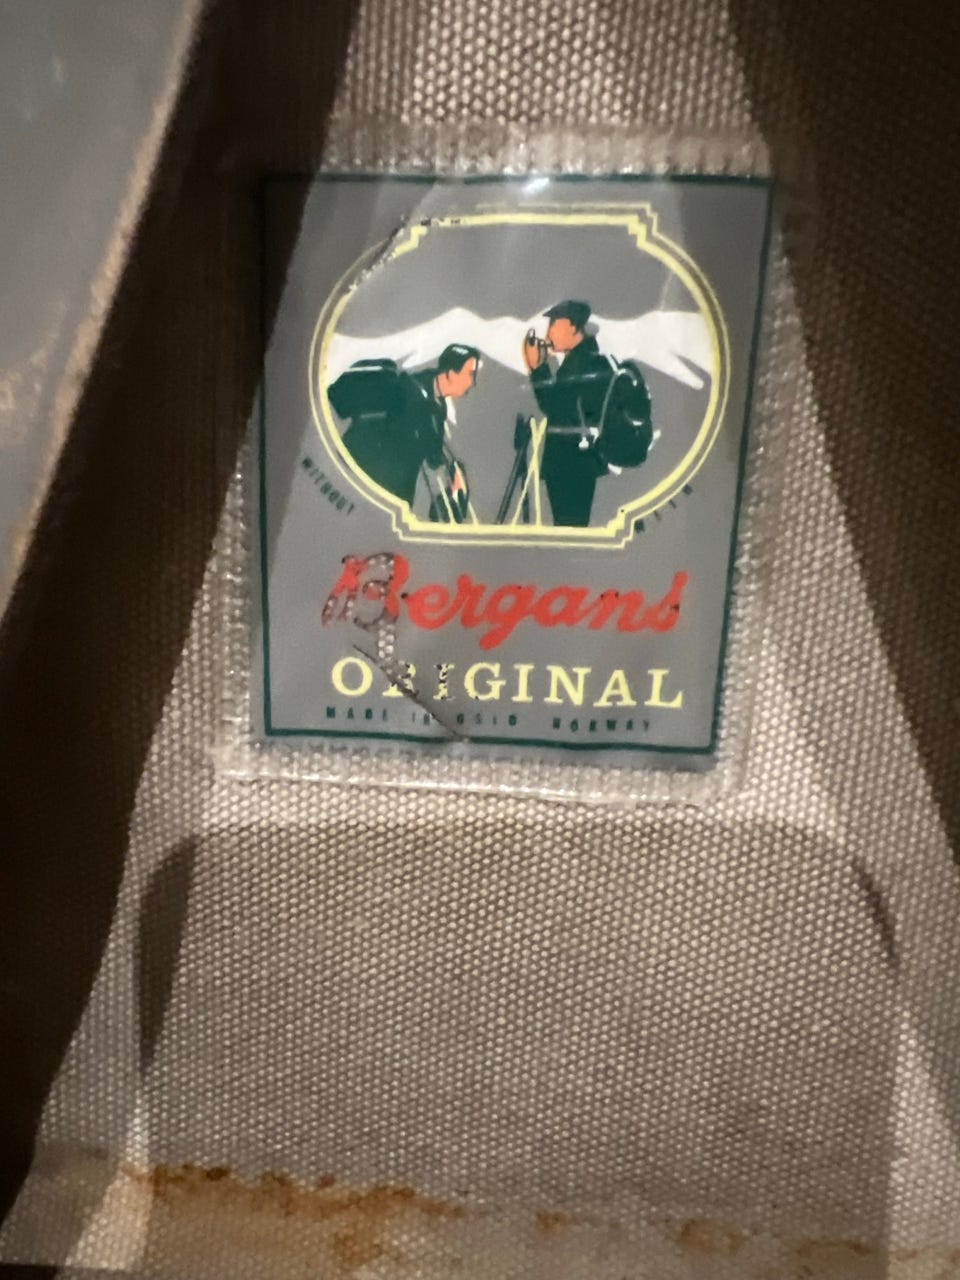 WITHOUT WITH
Bergans
ORIGINAL
MADE IN OSLO NORWAY